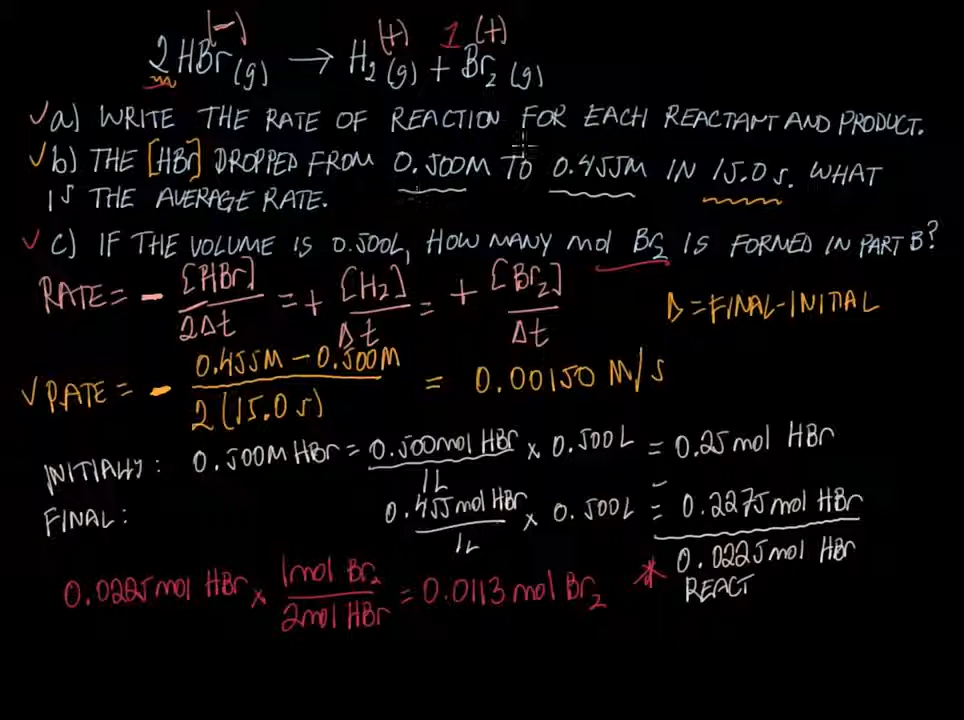 (-) (+) 1 (+)
2HBr(g) → H₂(g) + Br₂(g)
✓a) WRITE THE RATE OF REACTION FOR EACH REACTANT AND PRODUCT.
✓b) THE [HBr] DROPPED FROM 0.500M TO 0.455M IN 15.0s. WHAT
IS THE AVERAGE RATE.
✓c) IF THE VOLUME IS 0.500L, HOW MANY mol Br₂ IS FORMED IN PART B?
RATE = - [HBr]/2Δt = + [H₂]/Δt = + [Br₂]/Δt
Δ = FINAL - INITIAL
✓RATE = - 0.455M - 0.500M / 2(15.0s) = 0.00150 M/s
INITIALLY: 0.500M HBr = 0.500mol HBr/1L × 0.500L = 0.25mol HBr
FINAL: 0.455mol HBr/1L × 0.500L = 0.2275mol HBr
-
0.0225mol HBr
* REACT
0.0225mol HBr × 1mol Br₂/2mol HBr = 0.0113mol Br₂